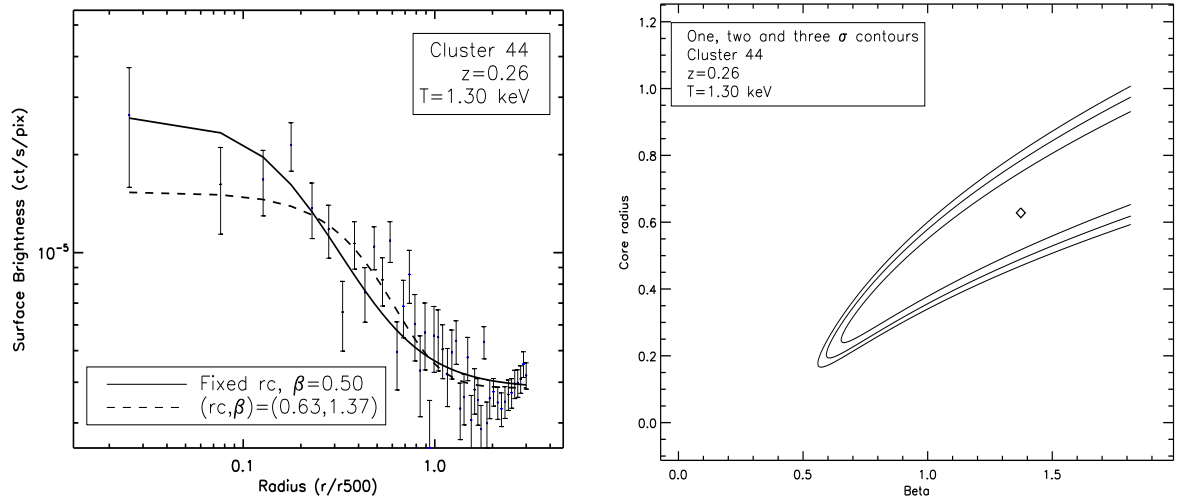 Cluster 44
z=0.26
T=1.30 keV
Surface Brightness (ct/s/pix)
10⁻⁵
Fixed rc, β=0.50
(rc,β)=(0.63,1.37)
0.1 1.0
Radius (r/r500)
One, two and three σ contours
Cluster 44
z=0.26
T=1.30 keV
Core radius
1.2
1.0
0.8
0.6
0.4
0.2
0.0
0.0 0.5 1.0 1.5
Beta